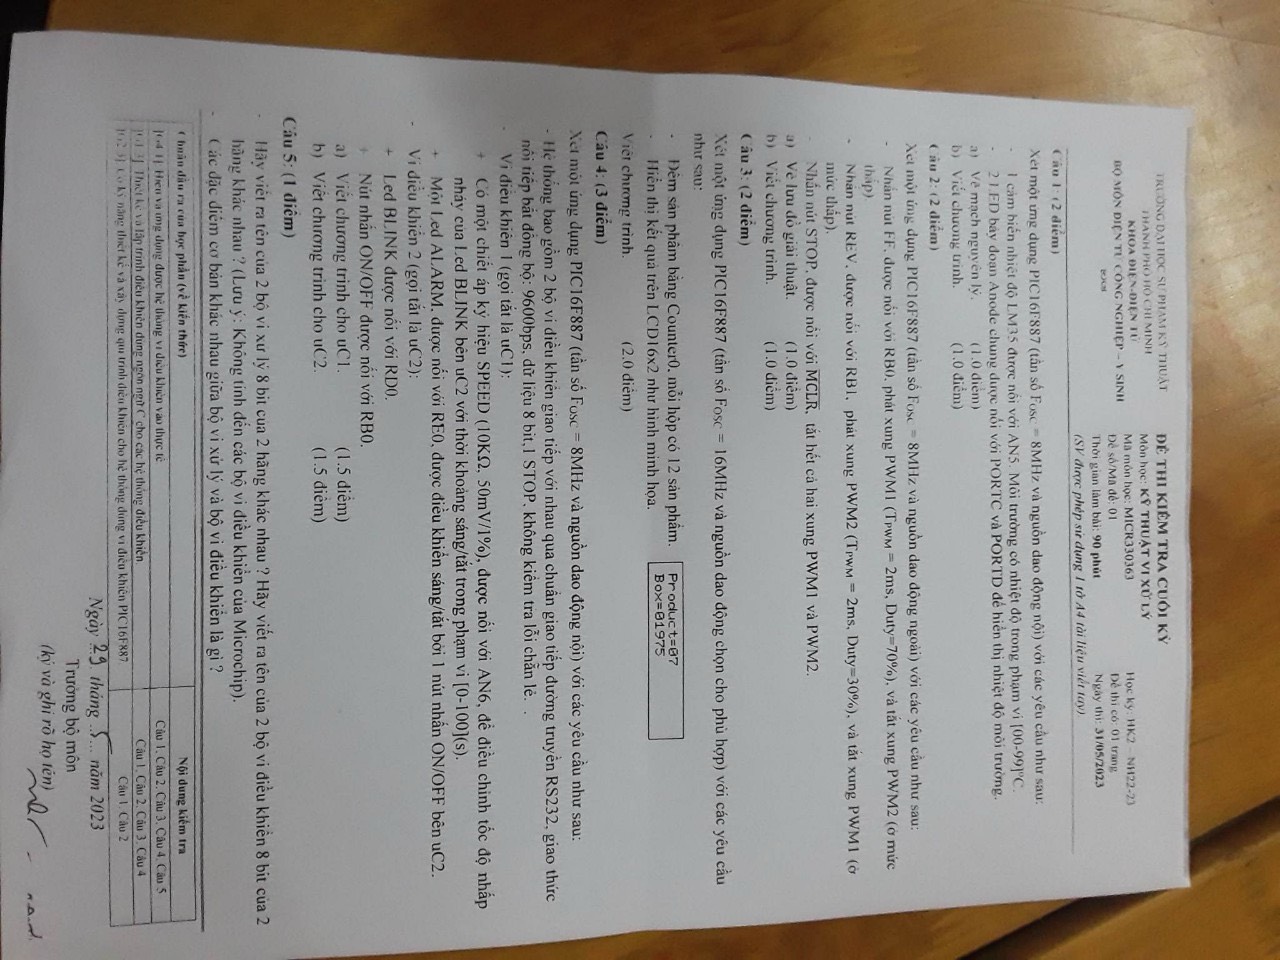 TRƯỜNG ĐẠI HỌC SƯ PHẠM KỸ THUẬT
THÀNH PHỐ HỒ CHÍ MINH
KHOA ĐIỆN-ĐIỆN TỬ
BỘ MÔN ĐIỆN TỬ CÔNG NGHIỆP – Y SINH
ĐỀ THI KIỂM TRA CUỐI KỲ
Môn học: KỸ THUẬT VI XỬ LÝ
Mã môn học: MICR330363
Học kỳ: HK2 – NH22-23
Đề số/Mã đề: 01
Đề thi có: 01 trang
Thời gian làm bài: 90 phút
Ngày thi: 31/05/2023
(SV được phép sử dụng 1 tờ A4 tài liệu viết tay)
Câu 1: (2 điểm)
Xét một ứng dụng PIC16F887 (tần số FOSC = 8MHz và nguồn dao động nội) với các yêu cầu như sau:
- 1 cảm biến nhiệt độ LM35 được nối với AN5. Môi trường có nhiệt độ trong phạm vi [00-99]°C.
- 2 LED bảy đoạn Anode chung được nối với PORTC và PORTD để hiển thị nhiệt độ môi trường.
a) Vẽ mạch nguyên lý. (1.0 điểm)
b) Viết chương trình. (1.0 điểm)
Câu 2: (2 điểm)
Xét một ứng dụng PIC16F887 (tần số FOSC = 8MHz và nguồn dao động ngoài) với các yêu cầu như sau:
- Nhấn nút FF, được nối với RB0, phát xung PWM1 (TPWM = 2ms, Duty=70%), và tắt xung PWM2 (ở mức
thấp).
- Nhấn nút REV, được nối với RB1, phát xung PWM2 (TPWM = 2ms, Duty=30%), và tắt xung PWM1 (ở
mức thấp).
- Nhấn nút STOP, được nối với MCLR, tắt hết cả hai xung PWM1 và PWM2.
a) Vẽ lưu đồ giải thuật. (1.0 điểm)
b) Viết chương trình. (1.0 điểm)
Câu 3: (2 điểm)
Xét một ứng dụng PIC16F887 (tần số FOSC = 16MHz và nguồn dao động chọn cho phù hợp) với các yêu cầu
như sau:
- Đếm sản phẩm bằng Counter0, mỗi hộp có 12 sản phẩm.
- Hiển thị kết quả trên LCD16x2 như hình minh họa.
Product=07
Box=01975
Viết chương trình. (2.0 điểm)
Câu 4: (3 điểm)
Xét một ứng dụng PIC16F887 (tần số FOSC = 8MHz và nguồn dao động nội) với các yêu cầu như sau:
- Hệ thống bao gồm 2 bộ vi điều khiển giao tiếp với nhau qua chuẩn giao tiếp đường truyền RS232, giao thức
nối tiếp bất đồng bộ: 9600bps, dữ liệu 8 bit,1 STOP, không kiểm tra lỗi chẵn lẻ.
- Vi điều khiển 1 (gọi tắt là uC1):
+ Có một chiết áp ký hiệu SPEED (10KΩ, 50mV/1%), được nối với AN6, để điều chỉnh tốc độ nhấp
nháy của Led BLINK bên uC2 với thời khoảng sáng/tắt trong phạm vi [0-100](s).
+ Một Led ALARM, được nối với RE0, được điều khiển sáng/tắt bởi 1 nút nhấn ON/OFF bên uC2.
- Vi điều khiển 2 (gọi tắt là uC2):
+ Led BLINK được nối với RD0.
+ Nút nhấn ON/OFF được nối với RB0.
a) Viết chương trình cho uC1. (1.5 điểm)
b) Viết chương trình cho uC2. (1.5 điểm)
Câu 5: (1 điểm)
- Hãy viết ra tên của 2 bộ vi xử lý 8 bit của 2 hãng khác nhau ? Hãy viết ra tên của 2 bộ vi điều khiển 8 bit của 2
hãng khác nhau ? (Lưu ý: Không tính đến các bộ vi điều khiển của Microchip).
- Các đặc điểm cơ bản khác nhau giữa bộ vi xử lý và bộ vi điều khiển là gì ?
Chuẩn đầu ra của học phần (về kiến thức) Nội dung kiểm tra
Hiểu và ứng dụng được hệ thống vi điều khiển vào thực tế Câu 1, Câu 2, Câu 3, Câu 4, Câu 5
Thiết kế và lập trình điều khiển dùng ngôn ngữ C cho các hệ thống điều khiển. Câu 1, Câu 2, Câu 3, Câu 4
Có kỹ năng thiết kế và xây dựng qui trình điều khiển cho hệ thống dùng vi điều khiển PIC16F887 Câu 1, Câu 2
Ngày 29 tháng 5 năm 2023
Trưởng bộ môn
(ký và ghi rõ họ tên)